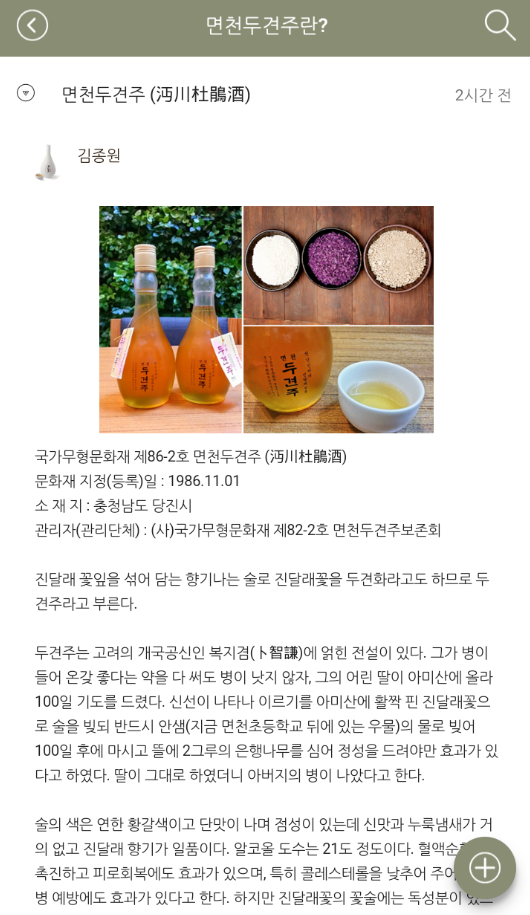 면천두견주란?
면천두견주 (沔川杜鵑酒)
2시간 전
김종원
두견주
두견주
면천
두견주
국가무형문화재 제86-2호 면천두견주 (沔川杜鵑酒)
문화재 지정(등록)일 : 1986.11.01
소 재 지 : 충청남도 당진시
관리자(관리단체) : (사)국가무형문화재 제82-2호 면천두견주보존회
진달래 꽃잎을 섞어 담는 향기나는 술로 진달래꽃을 두견화라고도 하므로 두
견주라고 부른다.
두견주는 고려의 개국공신인 복지겸(卜智謙)에 얽힌 전설이 있다. 그가 병이
들어 온갖 좋다는 약을 다 써도 병이 낫지 않자, 그의 어린 딸이 아미산에 올라
100일 기도를 드렸다. 신선이 나타나 이르기를 아미산에 활짝 핀 진달래꽃으
로 술을 빚되 반드시 안샘(지금 면천초등학교 뒤에 있는 우물)의 물로 빚어
100일 후에 마시고 뜰에 2그루의 은행나무를 심어 정성을 드려야만 효과가 있
다고 하였다. 딸이 그대로 하였더니 아버지의 병이 나았다고 한다.
술의 색은 연한 황갈색이고 단맛이 나며 점성이 있는데 신맛과 누룩냄새가 거
의 없고 진달래 향기가 일품이다. 알코올 도수는 21도 정도이다. 혈액순
촉진하고 피로회복에도 효과가 있으며, 특히 콜레스테롤을 낮추어 주어
병 예방에도 효과가 있다고 한다. 하지만 진달래꽃의 꽃술에는 독성분이